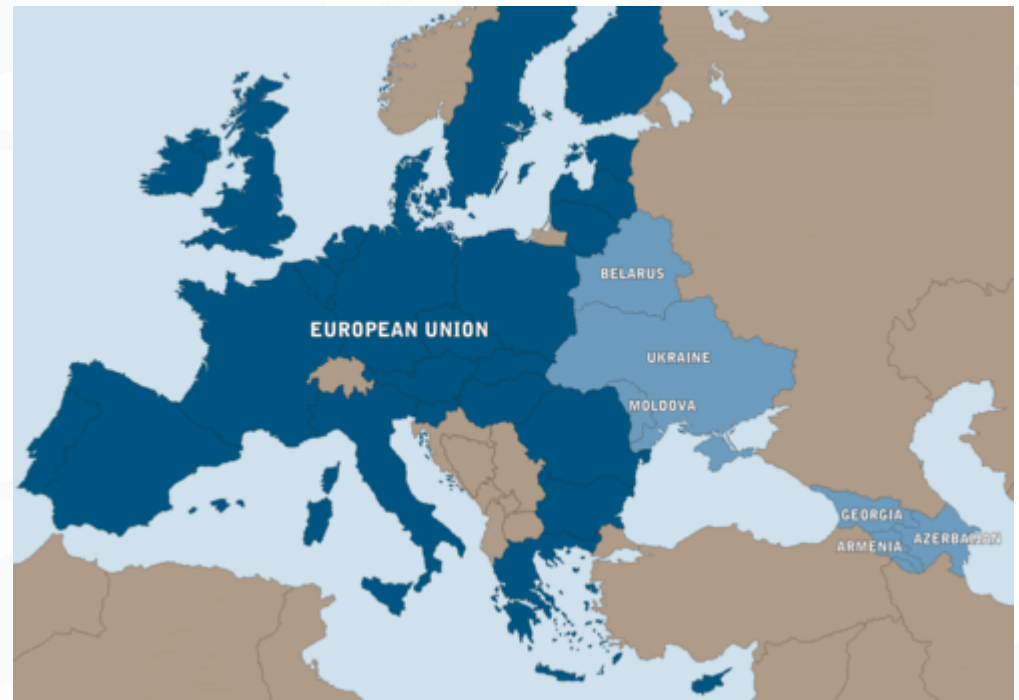 BELARUS
EUROPEAN UNION
UKRAINE
MOLDOVA
GEORGIA
AZERBAIJAN
ARMENIA